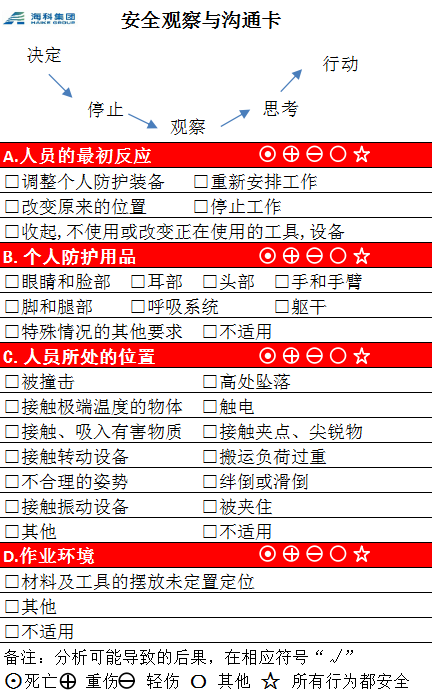 海科集团
HAIKE GROUP
安全观察与沟通卡
决定
行动
停止
思考
观察
A.人员的最初反应 ⊙⊕⊖○☆
□调整个人防护装备 □重新安排工作
□改变原来的位置 □停止工作
□收起,不使用或改变正在使用的工具,设备
B. 个人防护用品 ⊙⊕⊖○☆
□眼睛和脸部 □耳部 □头部 □手和手臂
□脚和腿部 □呼吸系统 □躯干
□特殊情况的其他要求 □不适用
C. 人员所处的位置 ⊙⊕⊖○☆
□被撞击 □高处坠落
□接触极端温度的物体 □触电
□接触、吸入有害物质 □接触夹点、尖锐物
□接触转动设备 □搬运负荷过重
□不合理的姿势 □绊倒或滑倒
□接触振动设备 □被夹住
□其他 □不适用
D.作业环境 ⊙⊕⊖○☆
□材料及工具的摆放未定置定位
□其他
□不适用
备注：分析可能导致的后果，在相应符号“√”
⊙死亡⊕ 重伤⊖ 轻伤 ○ 其他 ☆ 所有行为都安全